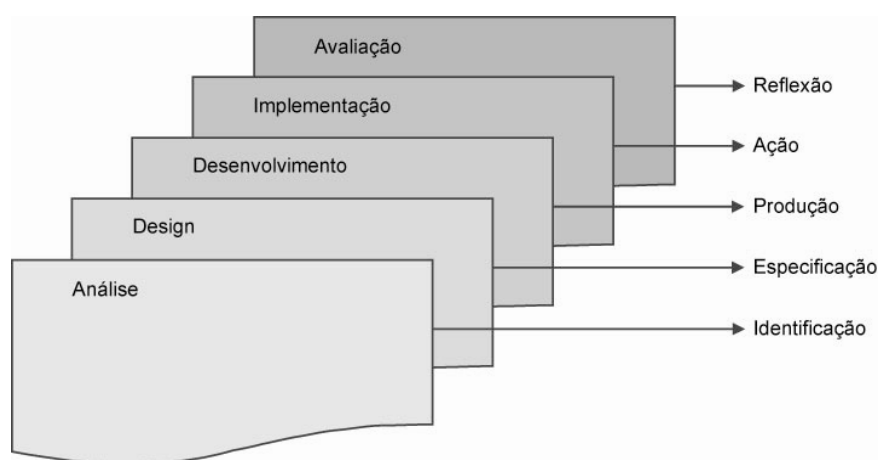 Avaliação
Reflexão
Implementação
Ação
Desenvolvimento
Produção
Design
Especificação
Análise
Identificação